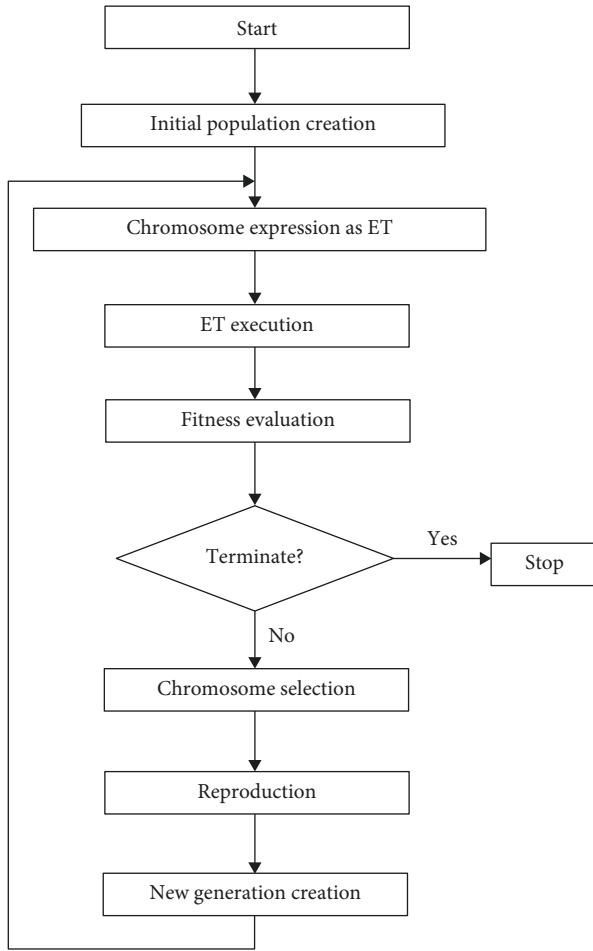 Start
Initial population creation
Chromosome expression as ET
ET execution
Fitness evaluation
Terminate?
Yes
Stop
No
Chromosome selection
Reproduction
New generation creation